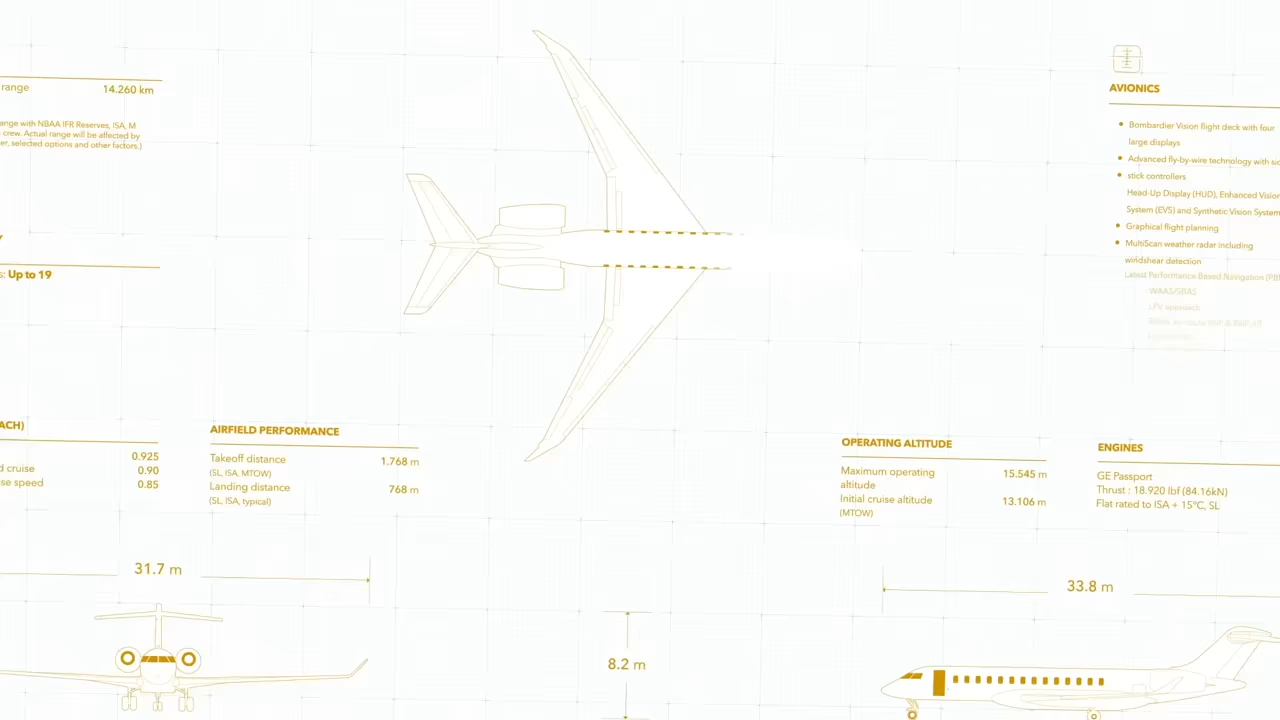 range 14.260 km
ange with NBAA IFR Reserves, ISA, M
crew. Actual range will be affected by
er, selected options and other factors.)
s: Up to 19
ACH)
0.925
d cruise 0.90
se speed 0.85
AIRFIELD PERFORMANCE
Takeoff distance 1.768 m
(SL, ISA, MTOW)
Landing distance 768 m
(SL, ISA, typical)
AVIONICS
Bombardier Vision flight deck with four
large displays
Advanced fly-by-wire technology with
stick controllers
Head-Up Display (HUD), Enhanced Vision
System (EVS) and Synthetic Vision System
Graphical flight planning
MultiScan weather radar including
windshear detection
Latest Performance Based Navigation
WAAS/SBAS
LPV approach
OPERATING ALTITUDE
Maximum operating 15.545 m
altitude
Initial cruise altitude 13.106 m
(MTOW)
ENGINES
GE Passport
Thrust : 18.920 lbf (84.16kN)
Flat rated to ISA + 15°C, SL
31.7 m
8.2 m
33.8 m